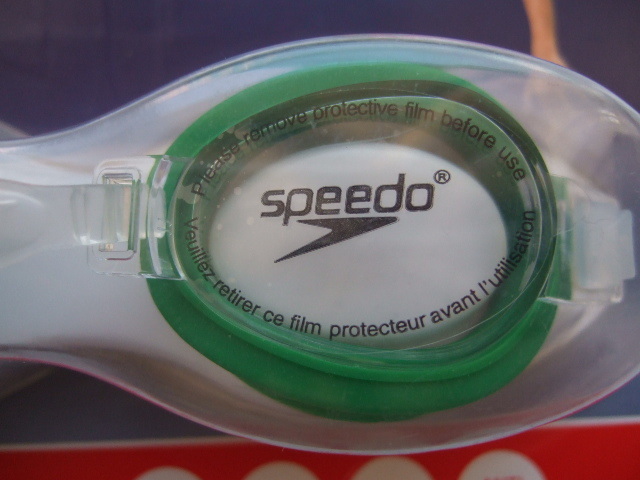 Please remove protective film before use
speedo®
Veuillez retirer ce film protecteur avant l'utilisation